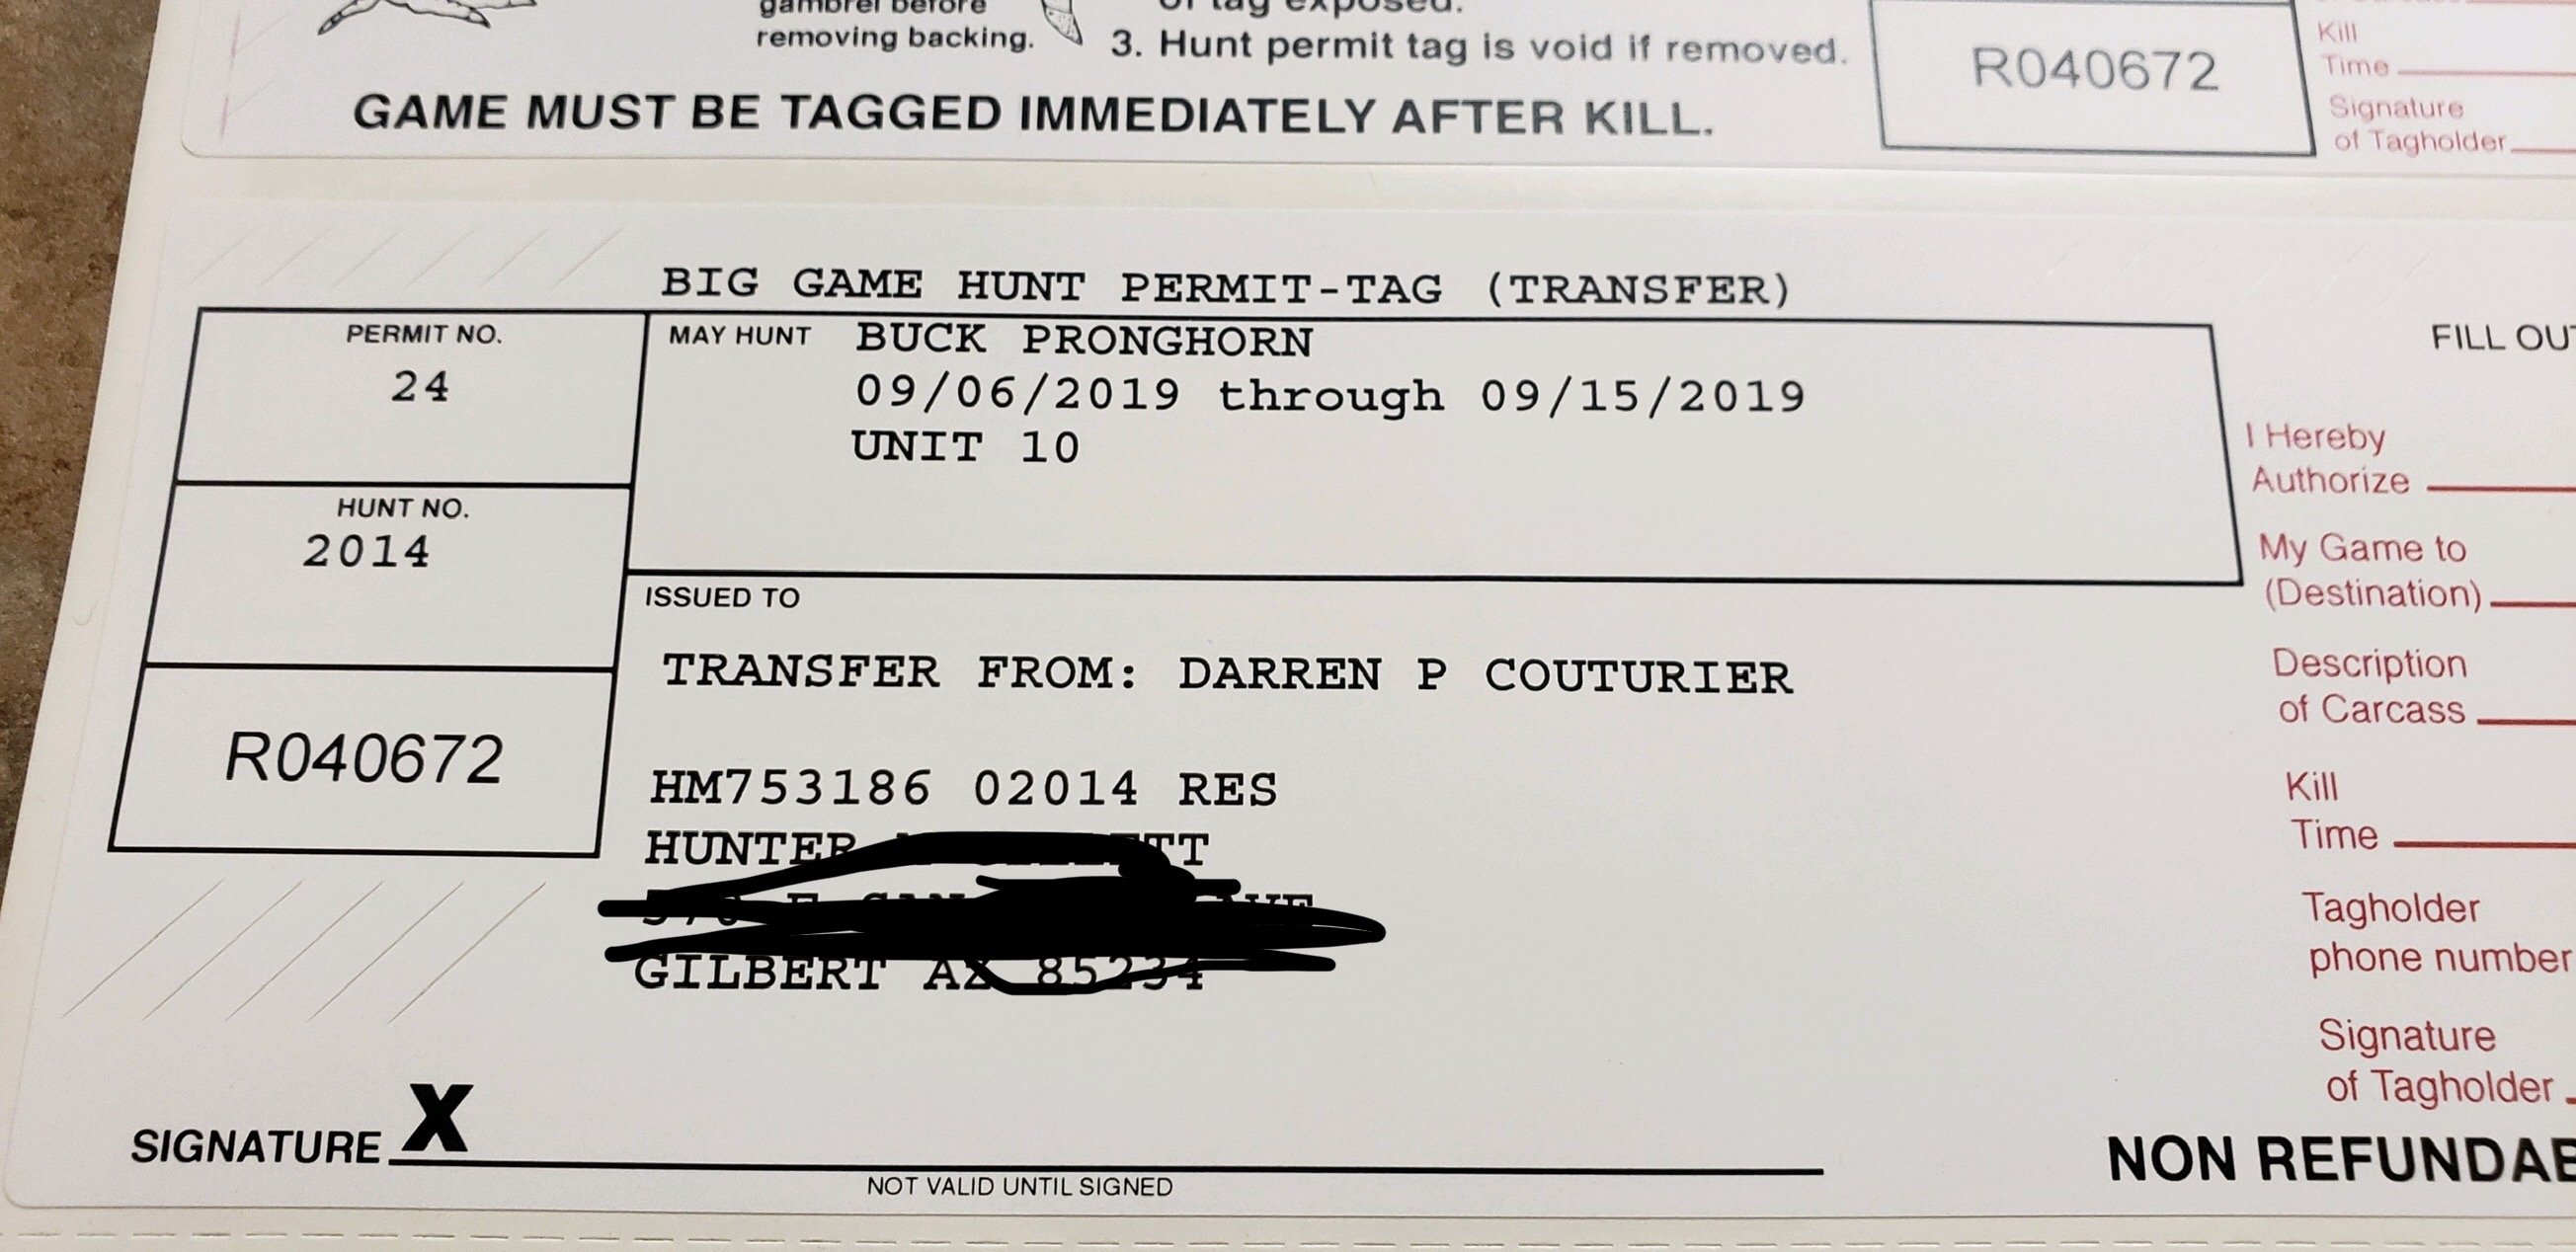 gambrel before
removing backing.
of tag exposed.
3. Hunt permit tag is void if removed.
GAME MUST BE TAGGED IMMEDIATELY AFTER KILL.
R040672
Kill
Time
Signature
of Tagholder
BIG GAME HUNT PERMIT-TAG (TRANSFER)
PERMIT NO.
24
HUNT NO.
2014
R040672
MAY HUNT BUCK PRONGHORN
09/06/2019 through 09/15/2019
UNIT 10
ISSUED TO
TRANSFER FROM: DARREN P COUTURIER
HM753186 02014 RES
HUNTER
GILBERT AZ 85234
SIGNATURE X
NOT VALID UNTIL SIGNED
I Hereby
Authorize
My Game to
(Destination)
Description
of Carcass
Kill
Time
Tagholder
phone number
Signature
of Tagholder
NON